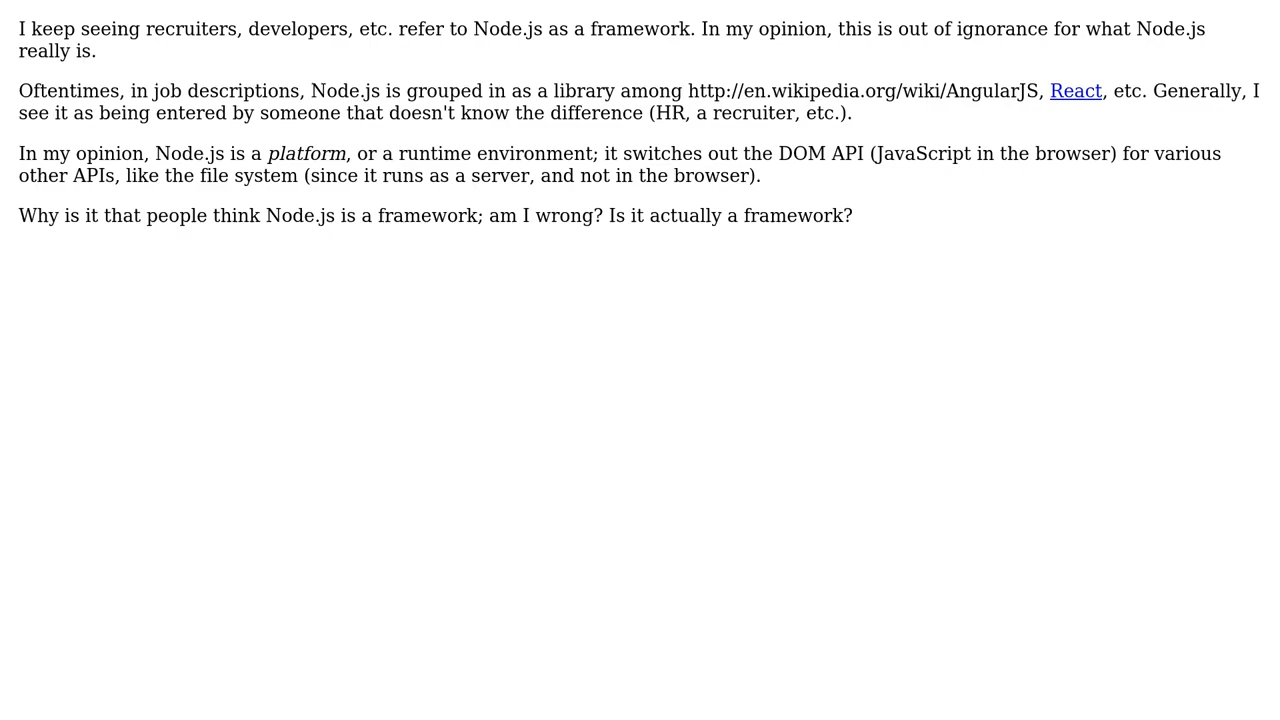 I keep seeing recruiters, developers, etc. refer to Node.js as a framework. In my opinion, this is out of ignorance for what Node.js
really is.
Oftentimes, in job descriptions, Node.js is grouped in as a library among http://en.wikipedia.org/wiki/AngularJS, React, etc. Generally, I
see it as being entered by someone that doesn't know the difference (HR, a recruiter, etc.).
In my opinion, Node.js is a platform, or a runtime environment; it switches out the DOM API (JavaScript in the browser) for various
other APIs, like the file system (since it runs as a server, and not in the browser).
Why is it that people think Node.js is a framework; am I wrong? Is it actually a framework?